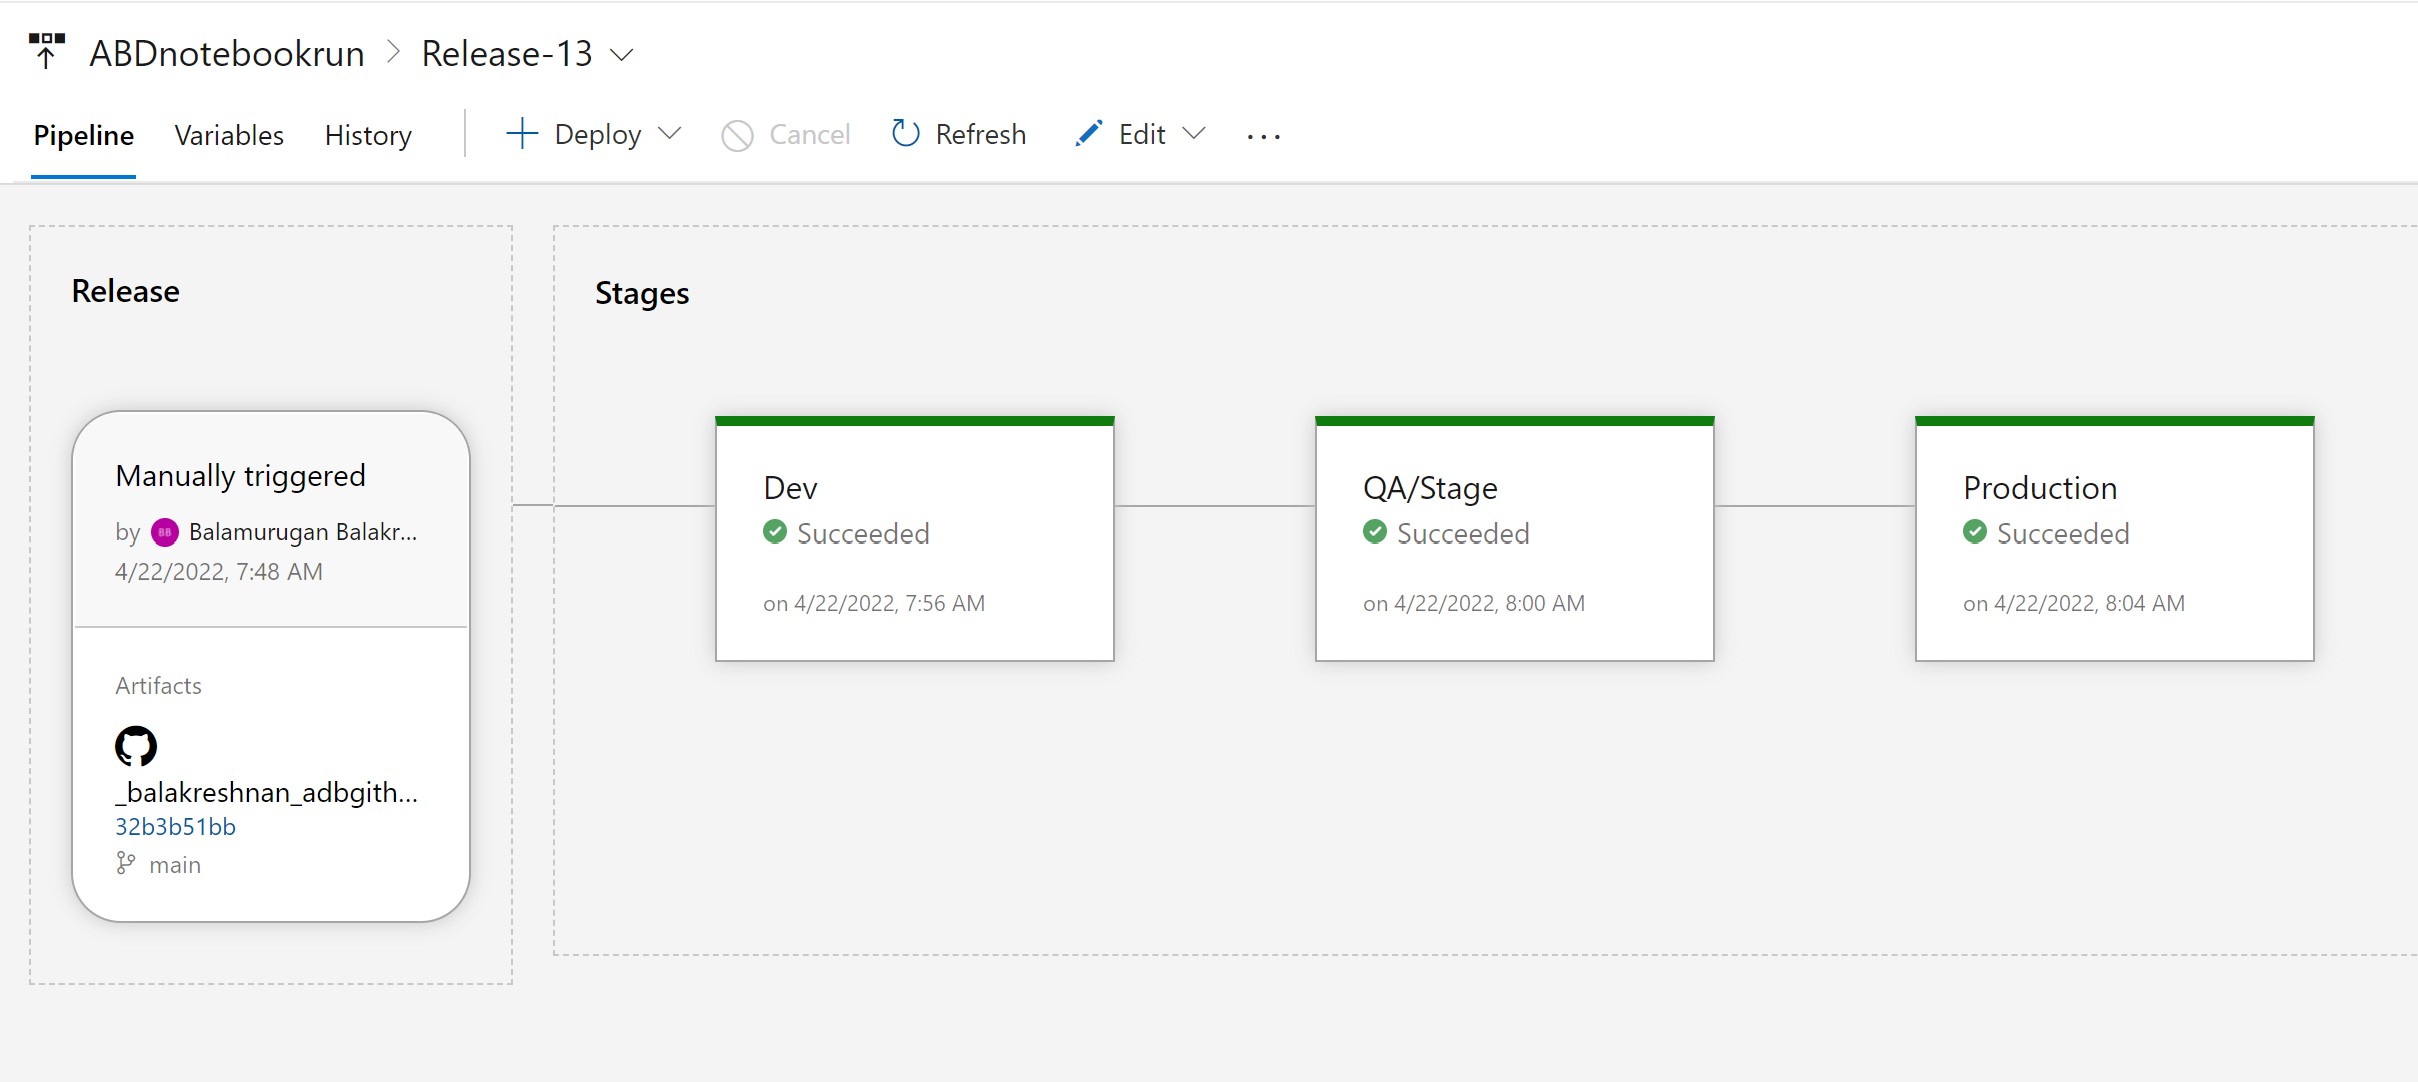 ABDnotebookrun > Release-13
Pipeline Variables History Deploy Cancel Refresh Edit ...
Release
Stages
Manually triggered
by BB Balamurugan Balakr...
4/22/2022, 7:48 AM
Artifacts
_balakreshnan_adbgith...
32b3b51bb
main
Dev
Succeeded
on 4/22/2022, 7:56 AM
QA/Stage
Succeeded
on 4/22/2022, 8:00 AM
Production
Succeeded
on 4/22/2022, 8:04 AM